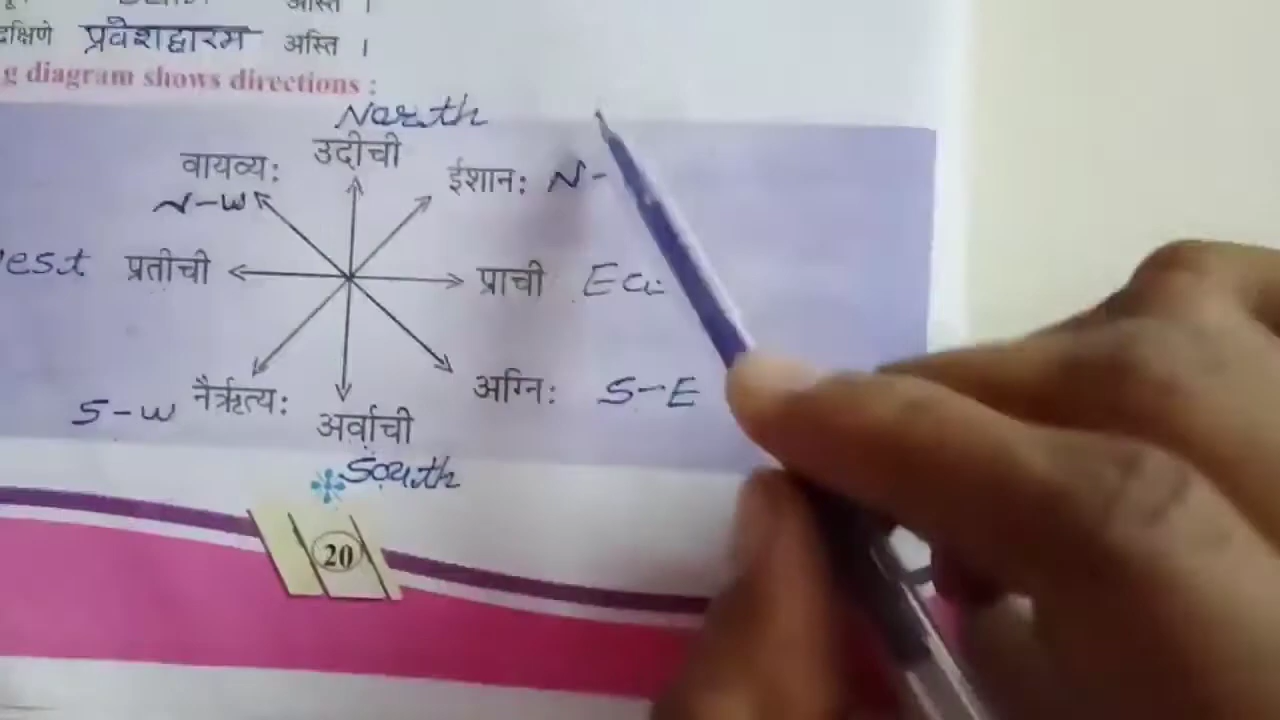 अस्ति ।
दक्षिणे प्रवेशद्वारम अस्ति ।
g diagram shows directions :
North
वायव्यः उदीची ईशानः N-
N-W
est प्रतीची प्राची Ea
S-W नैर्ऋत्यः अर्वाची अग्निः S-E
South
20